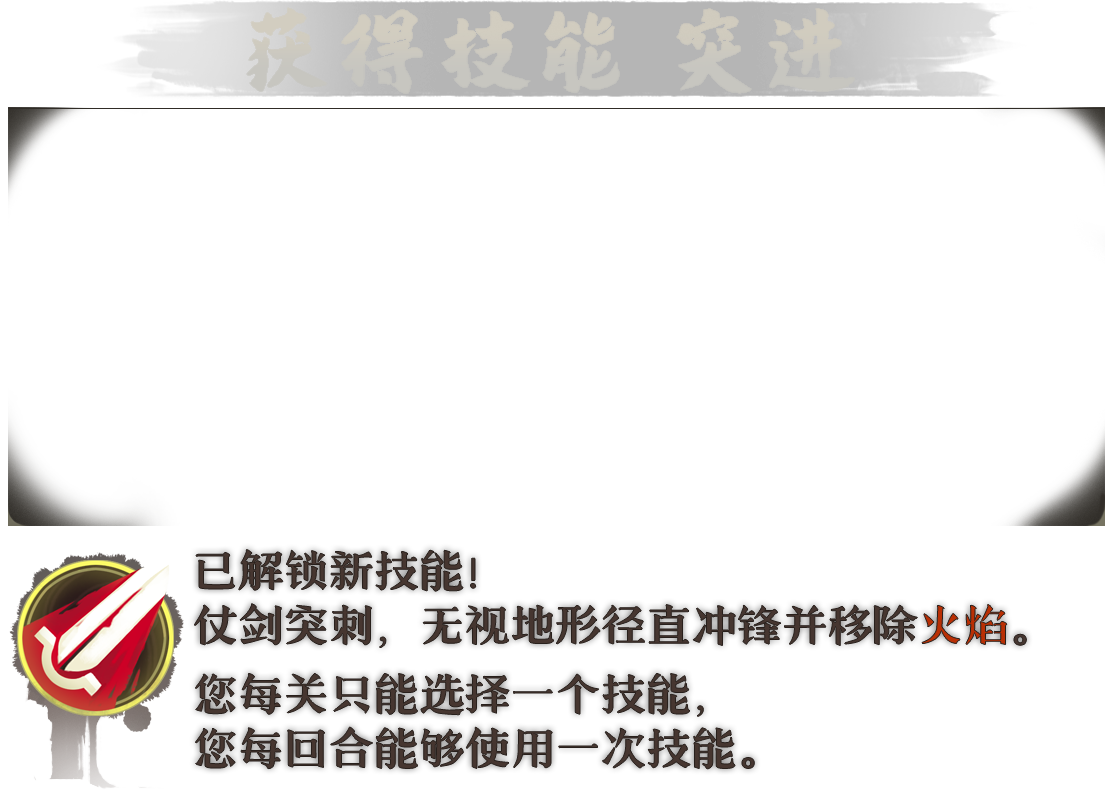 获得技能 突进
已解锁新技能!
仗剑突刺，无视地形径直冲锋并移除火焰。
您每关只能选择一个技能，
您每回合能够使用一次技能。